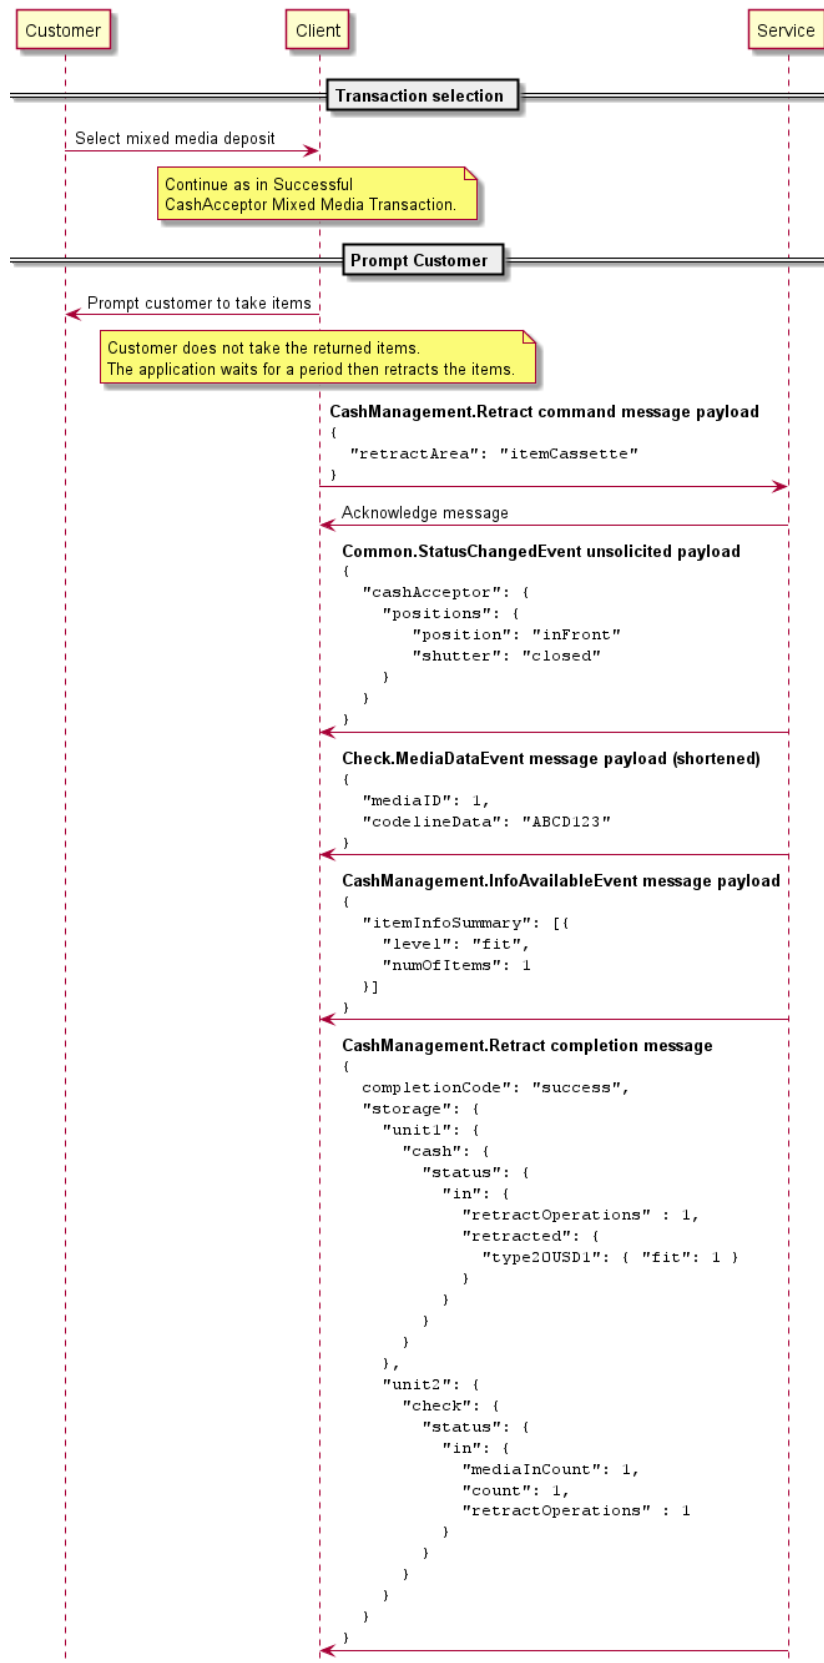 Customer
Client
Service
Transaction selection
Select mixed media deposit
Continue as in Successful
CashAcceptor Mixed Media Transaction.
Prompt Customer
Prompt customer to take items
Customer does not take the returned items.
The application waits for a period then retracts the items.
CashManagement.Retract command message payload
{
  "retractArea": "itemCassette"
}
Acknowledge message
Common.StatusChangedEvent unsolicited payload
{
  "cashAcceptor": {
    "positions": {
       "position": "inFront"
       "shutter": "closed"
    }
  }
}
Check.MediaDataEvent message payload (shortened)
{
  "mediaID": 1,
  "codelineData": "ABCD123"
}
CashManagement.InfoAvailableEvent message payload
{
  "itemInfoSummary": [{
    "level": "fit",
    "numOfItems": 1
  }]
}
CashManagement.Retract completion message
{
  completionCode": "success",
  "storage": {
    "unit1": {
      "cash": {
        "status": {
          "in": {
            "retractOperations" : 1,
            "retracted": {
              "type20USD1": { "fit": 1 }
            }
          }
        }
      }
    },
    "unit2": {
      "check": {
        "status": {
          "in": {
            "mediaInCount": 1,
            "count": 1,
            "retractOperations" : 1
          }
        }
      }
    }
  }
}